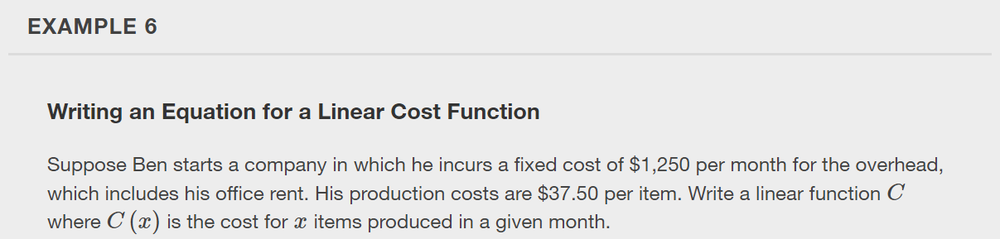 EXAMPLE 6
Writing an Equation for a Linear Cost Function
Suppose Ben starts a company in which he incurs a fixed cost of $1,250 per month for the overhead,
which includes his office rent. His production costs are $37.50 per item. Write a linear function C
where C (x) is the cost for x items produced in a given month.